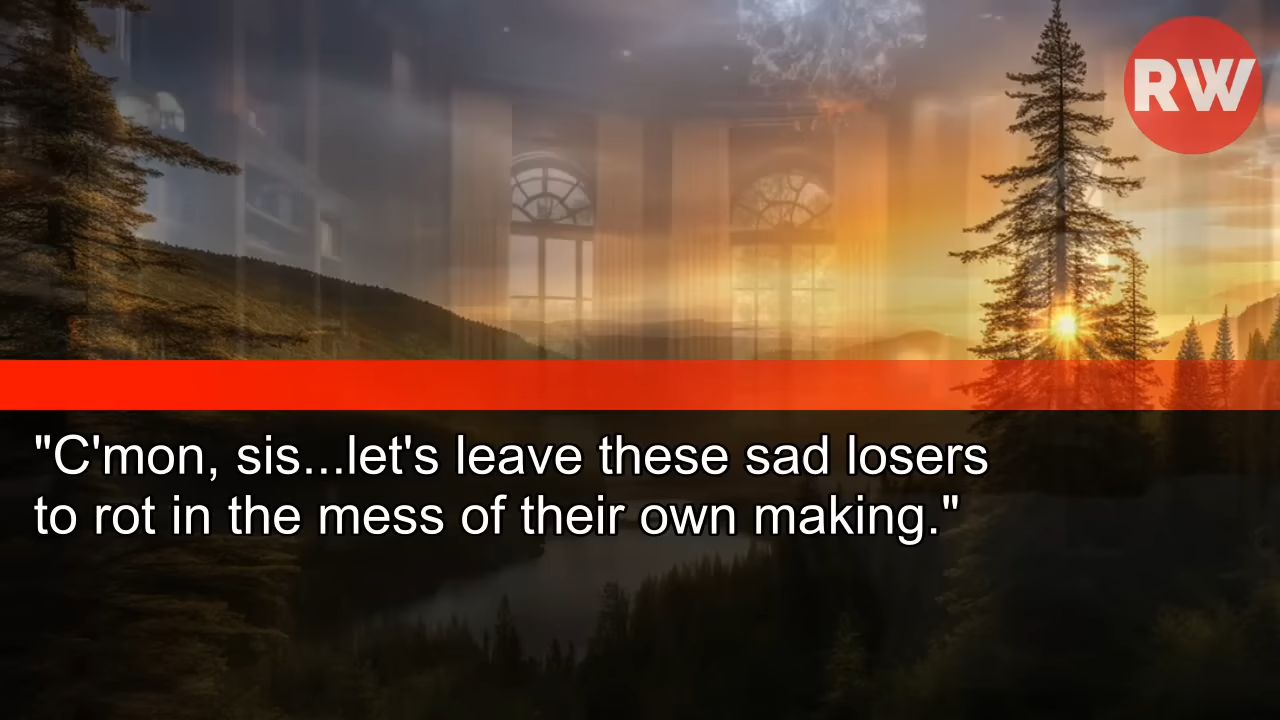 RW
"C'mon, sis...let's leave these sad losers
to rot in the mess of their own making."